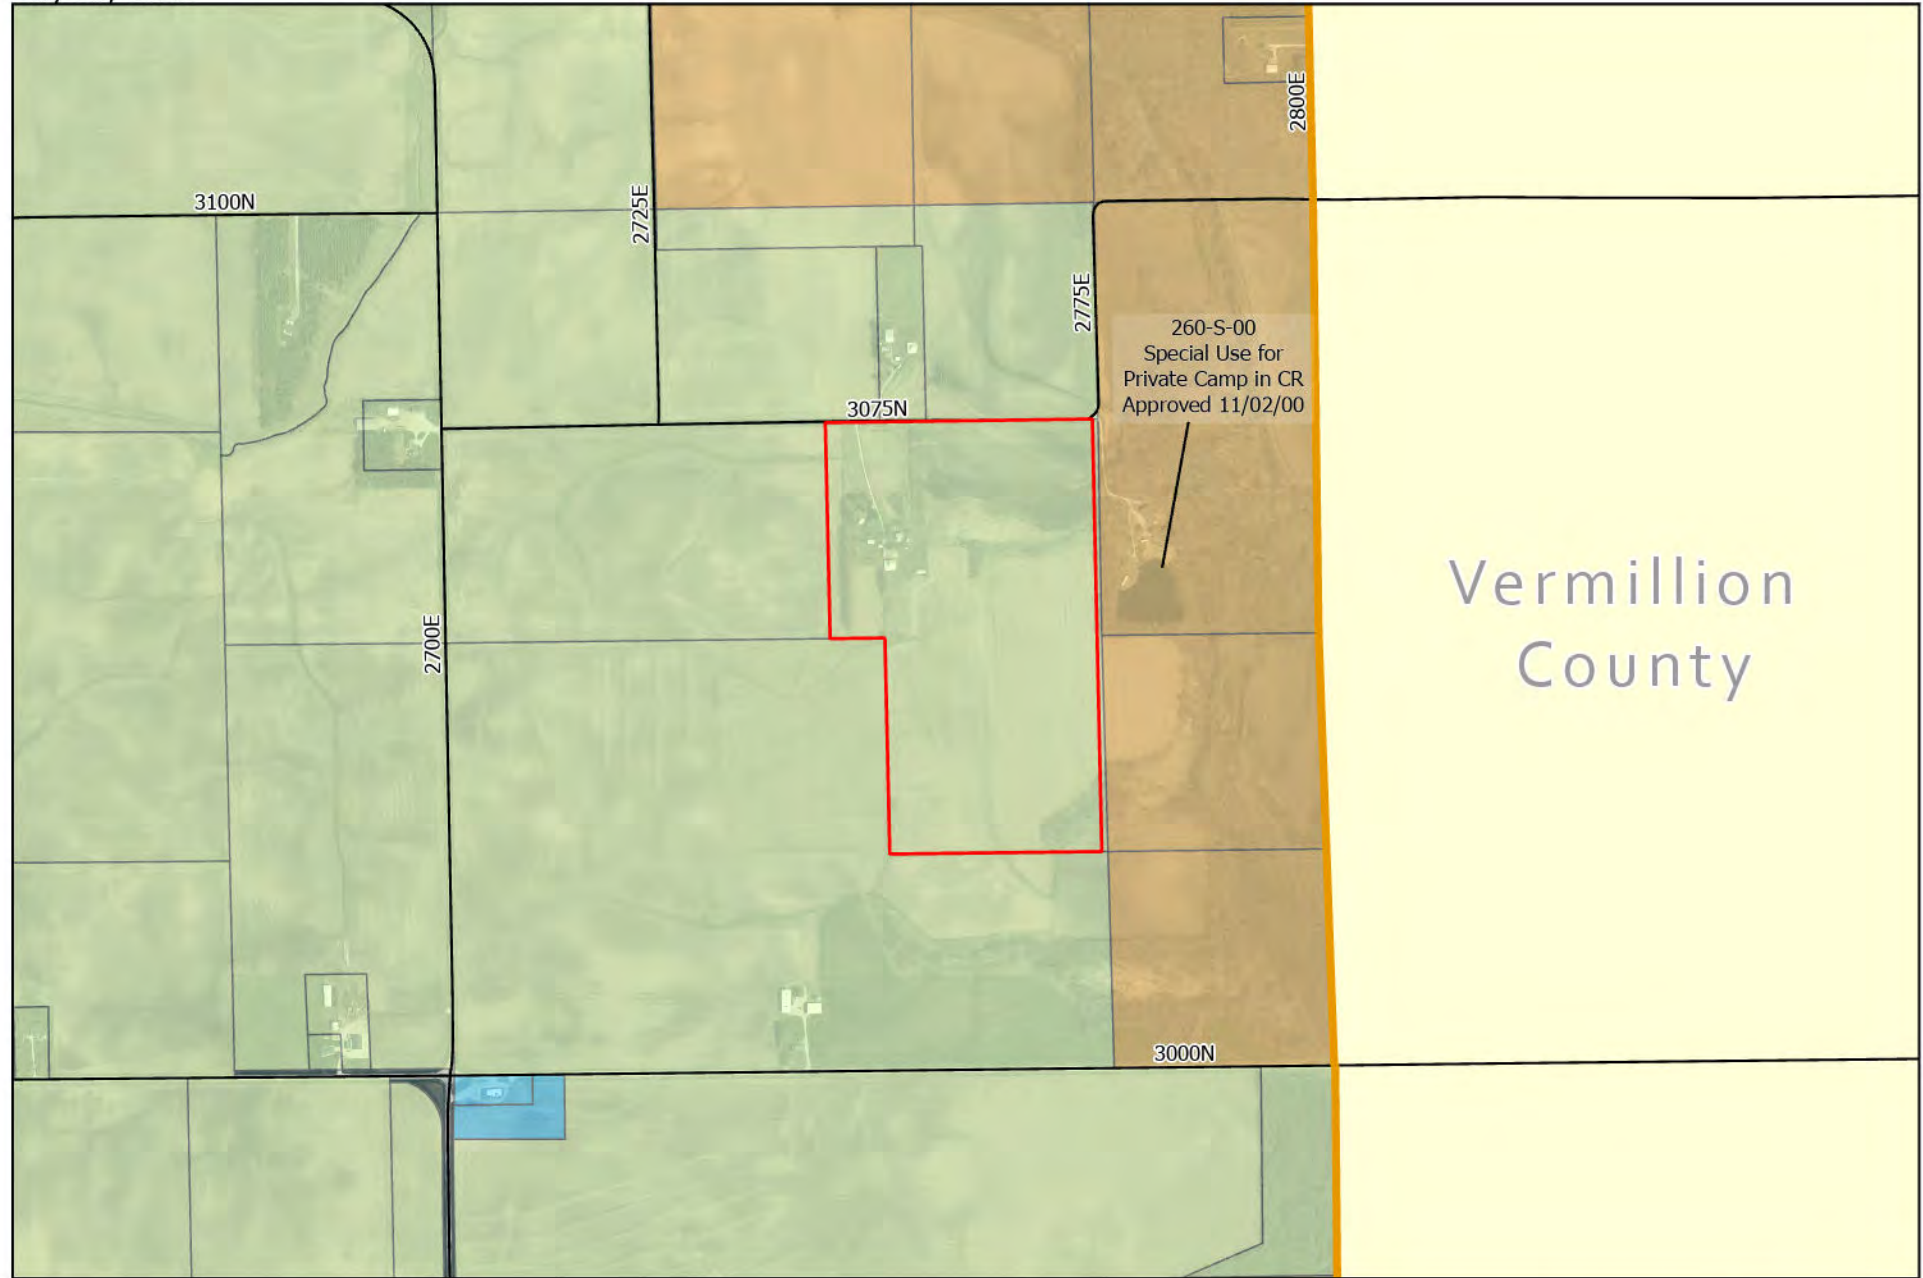 2800E
3100N
2725E
2775E
260-S-00
Special Use for
Private Camp in CR
Approved 11/02/00
3075N
Vermillion
County
2700E
3000N